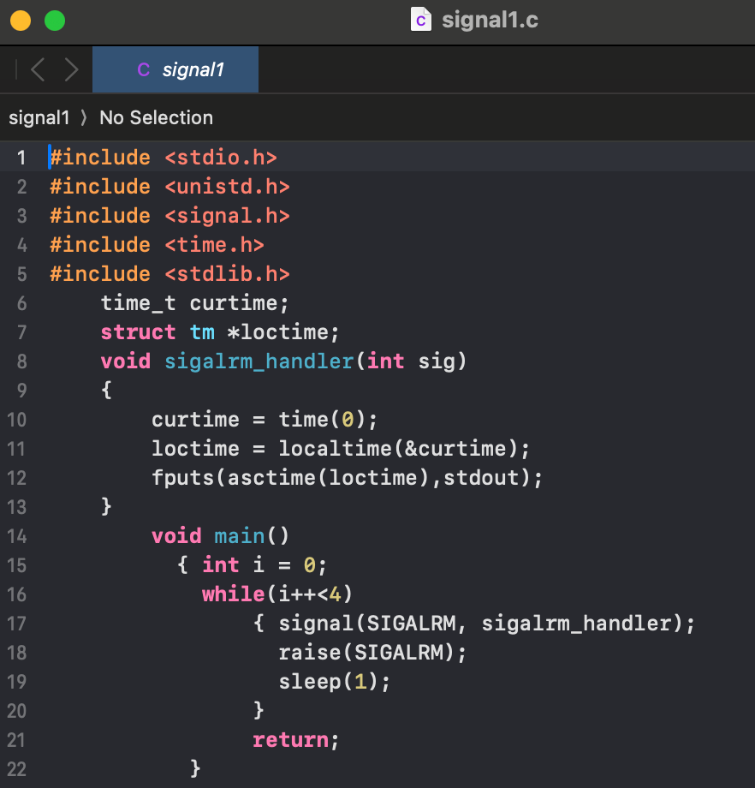 C signal1.c
C signal1
signal1 〉 No Selection
1 #include <stdio.h>
2 #include <unistd.h>
3 #include <signal.h>
4 #include <time.h>
5 #include <stdlib.h>
6     time_t curtime;
7     struct tm *loctime;
8     void sigalrm_handler(int sig)
9     {
10         curtime = time(0);
11         loctime = localtime(&curtime);
12         fputs(asctime(loctime),stdout);
13     }
14         void main()
15           { int i = 0;
16             while(i++<4)
17                 { signal(SIGALRM, sigalrm_handler);
18                   raise(SIGALRM);
19                   sleep(1);
20                 }
21                 return;
22            }